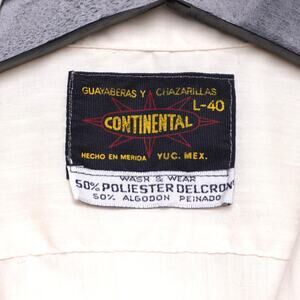 GUAYABERAS Y CHAZARILLAS
L-40
CONTINENTAL
HECHO EN MERIDA YUC. MEX.
WASH & WEAR
50% POLIESTER DELCRON
50% ALGODON PEINADO